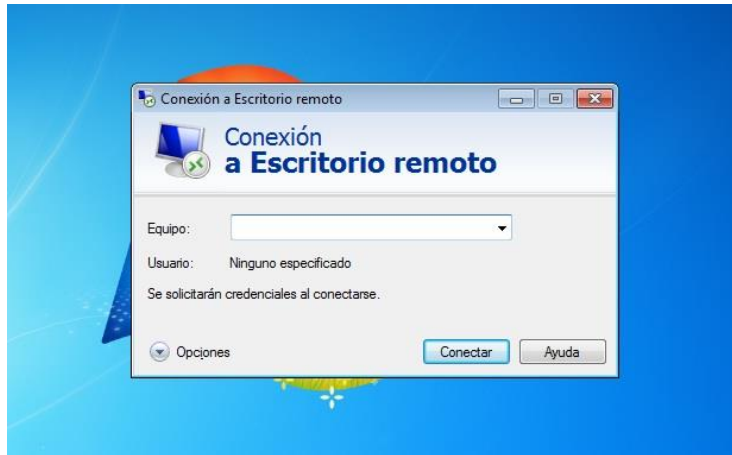 Conexión a Escritorio remoto
Conexión
a Escritorio remoto
Equipo:
Usuario: Ninguno especificado
Se solicitarán credenciales al conectarse.
Opciones Conectar Ayuda